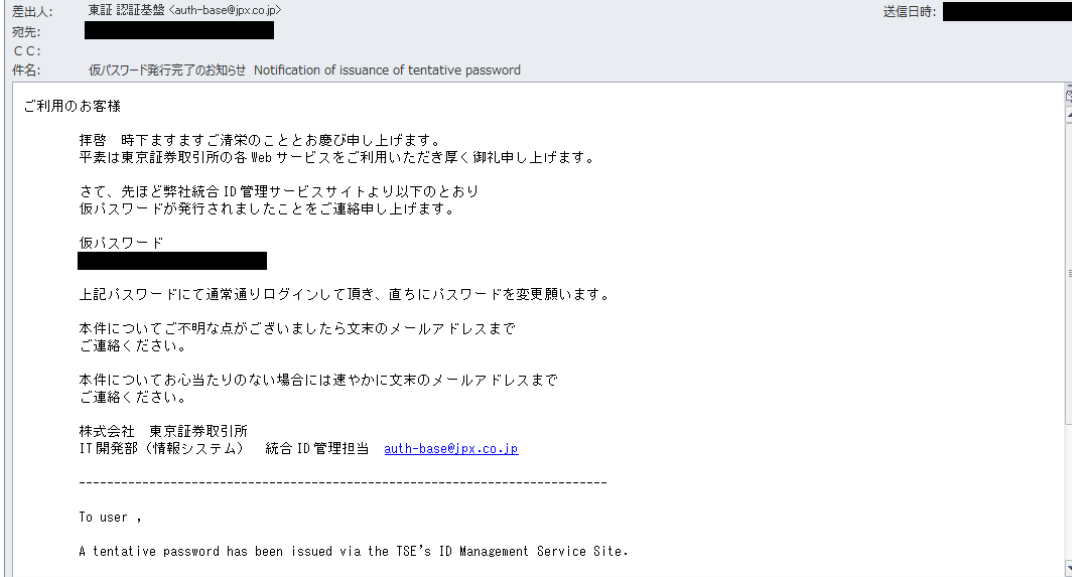 差出人: 東証 認証基盤 <auth-base@jpx.co.jp> 送信日時:
宛先:
ＣＣ:
件名: 仮パスワード発行完了のお知らせ Notification of issuance of tentative password
ご利用のお客様
拝啓　時下ますますご清栄のこととお慶び申し上げます。
平素は東京証券取引所の各Webサービスをご利用いただき厚く御礼申し上げます。
さて、先ほど弊社統合ID管理サービスサイトより以下のとおり
仮パスワードが発行されましたことをご連絡申し上げます。
仮パスワード
上記パスワードにて通常通りログインして頂き、直ちにパスワードを変更願います。
本件についてご不明な点がございましたら文末のメールアドレスまで
ご連絡ください。
本件についてお心当たりのない場合には速やかに文末のメールアドレスまで
ご連絡ください。
株式会社　東京証券取引所
IT開発部（情報システム）　統合ID管理担当　auth-base@jpx.co.jp
---------------------------------------------------------------------------
To user ,
A tentative password has been issued via the TSE's ID Management Service Site.